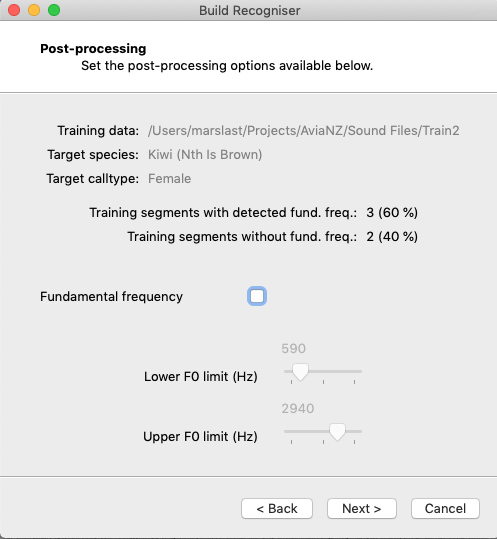 Build Recogniser
Post-processing
Set the post-processing options available below.
Training data: /Users/marslast/Projects/AviaNZ/Sound Files/Train2
Target species: Kiwi (Nth Is Brown)
Target calltype: Female
Training segments with detected fund. freq.: 3 (60 %)
Training segments without fund. freq.: 2 (40 %)
Fundamental frequency
590
Lower F0 limit (Hz)
2940
Upper F0 limit (Hz)
< Back Next > Cancel